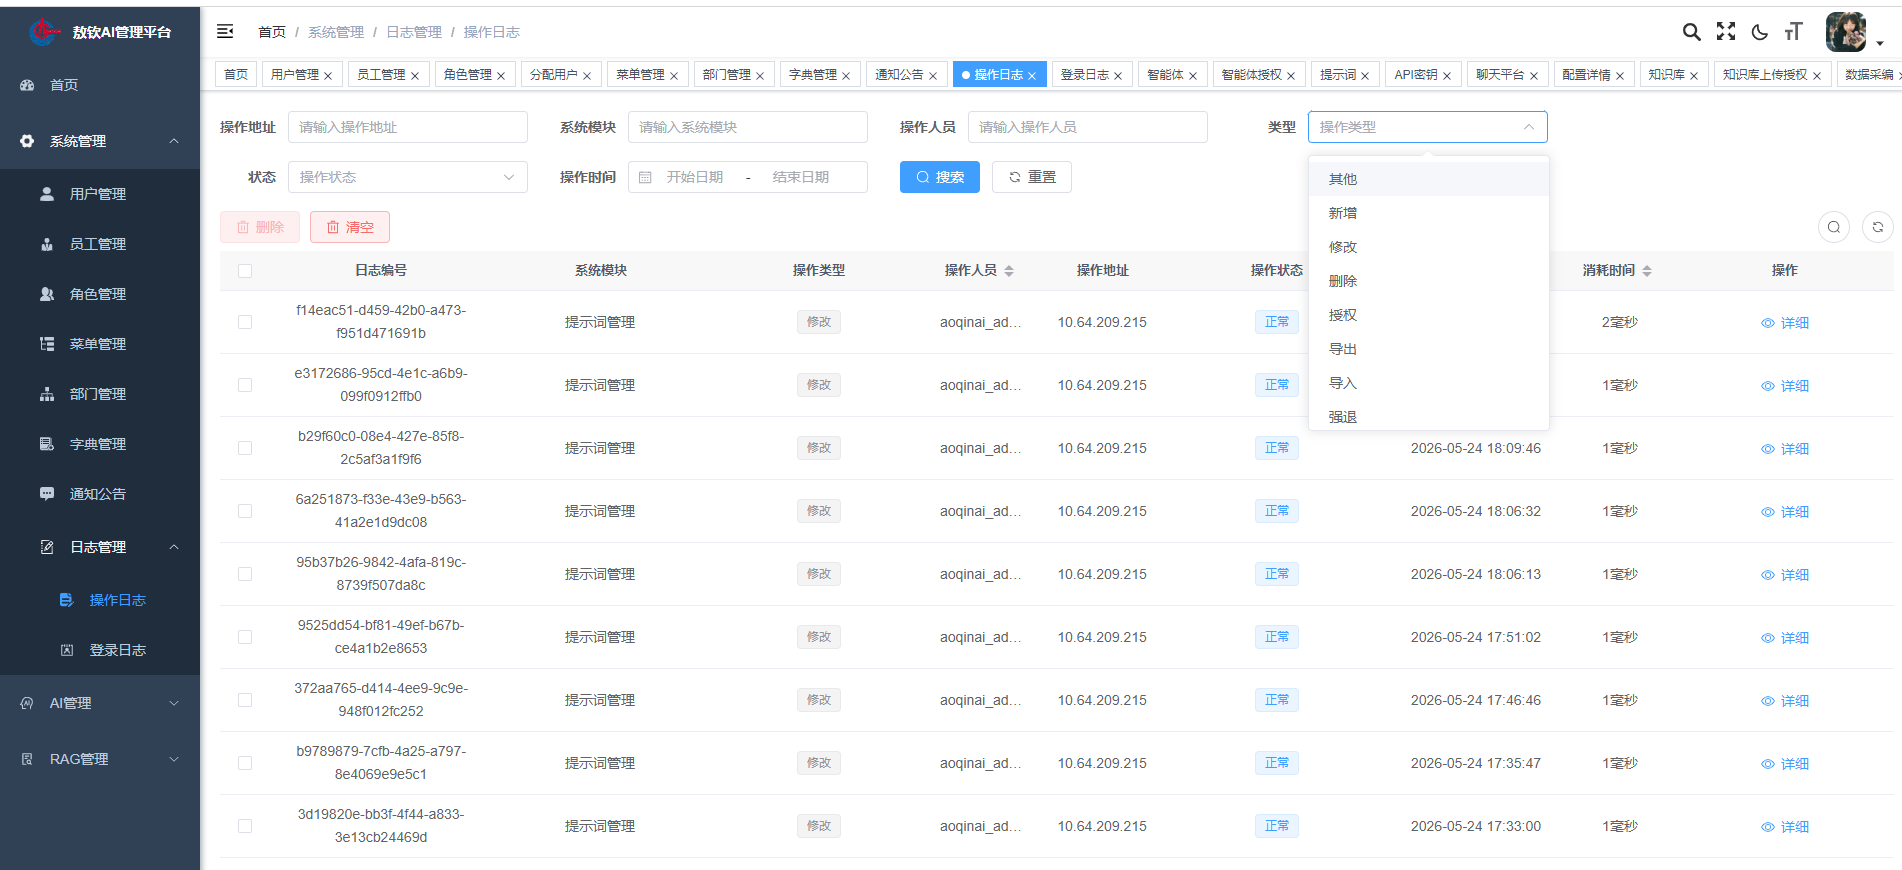 敖钦AI管理平台
首页 / 系统管理 / 日志管理 / 操作日志
首页 用户管理 员工管理 角色管理 分配用户 菜单管理 部门管理 字典管理 通知公告 操作日志 登录日志 智能体 智能体授权 提示词 API密钥 聊天平台 配置详情 知识库 知识库上传授权 数据采编
首页
系统管理
用户管理
员工管理
角色管理
菜单管理
部门管理
字典管理
通知公告
日志管理
操作日志
登录日志
AI管理
RAG管理
操作地址 请输入操作地址 系统模块 请输入系统模块 操作人员 请输入操作人员 类型 操作类型
状态 操作状态 操作时间 开始日期 - 结束日期 搜索 重置
其他
新增
修改
删除
授权
导出
导入
强退
删除 清空
日志编号 系统模块 操作类型 操作人员 操作地址 操作状态 消耗时间 操作
f14eac51-d459-42b0-a473-
f951d471691b 提示词管理 修改 aoqinai_ad... 10.64.209.215 正常 2毫秒 详细
e3172686-95cd-4e1c-a6b9-
099f0912ffb0 提示词管理 修改 aoqinai_ad... 10.64.209.215 正常 1毫秒 详细
b29f60c0-08e4-427e-85f8-
2c5af3a1f9f6 提示词管理 修改 aoqinai_ad... 10.64.209.215 正常 2026-05-24 18:09:46 1毫秒 详细
6a251873-f33e-43e9-b563-
41a2e1d9dc08 提示词管理 修改 aoqinai_ad... 10.64.209.215 正常 2026-05-24 18:06:32 1毫秒 详细
95b37b26-9842-4afa-819c-
8739f507da8c 提示词管理 修改 aoqinai_ad... 10.64.209.215 正常 2026-05-24 18:06:13 1毫秒 详细
9525dd54-bf81-49ef-b67b-
ce4a1b2e8653 提示词管理 修改 aoqinai_ad... 10.64.209.215 正常 2026-05-24 17:51:02 1毫秒 详细
372aa765-d414-4ee9-9c9e-
948f012fc252 提示词管理 修改 aoqinai_ad... 10.64.209.215 正常 2026-05-24 17:46:46 1毫秒 详细
b9789879-7cfb-4a25-a797-
8e4069e9e5c1 提示词管理 修改 aoqinai_ad... 10.64.209.215 正常 2026-05-24 17:35:47 1毫秒 详细
3d19820e-bb3f-4f44-a833-
3e13cb24469d 提示词管理 修改 aoqinai_ad... 10.64.209.215 正常 2026-05-24 17:33:00 1毫秒 详细